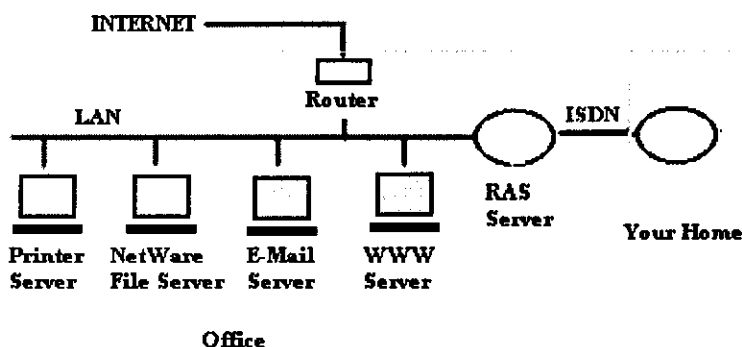 INTERNET
Router
LAN
ISDN
RAS
Server
Your Home
Printer
Server
NetWare
File Server
E-Mail
Server
WWW
Server
Office